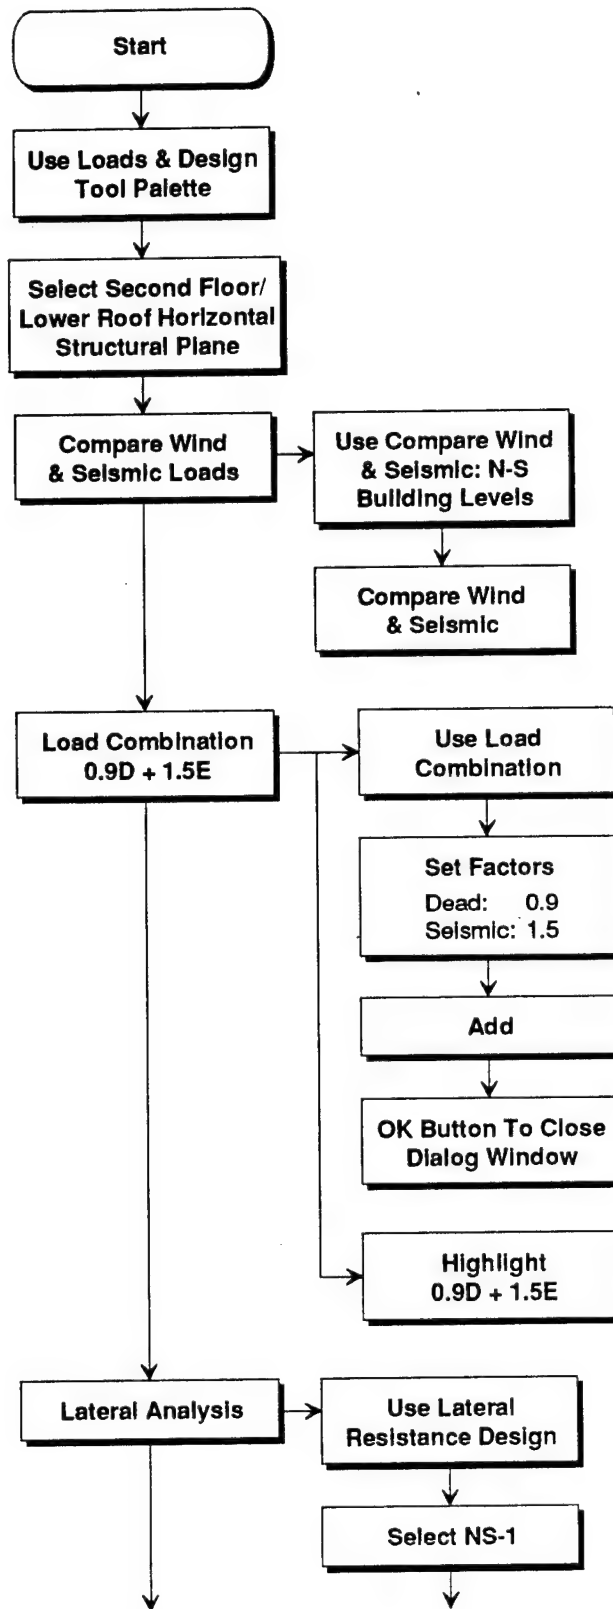 Start
Use Loads & Design
Tool Palette
Select Second Floor/
Lower Roof Horizontal
Structural Plane
Compare Wind
& Seismic Loads
Use Compare Wind
& Seismic: N-S
Building Levels
Compare Wind
& Seismic
Load Combination
0.9D + 1.5E
Use Load
Combination
Set Factors
Dead: 0.9
Seismic: 1.5
Add
OK Button To Close
Dialog Window
Highlight
0.9D + 1.5E
Lateral Analysis
Use Lateral
Resistance Design
Select NS-1